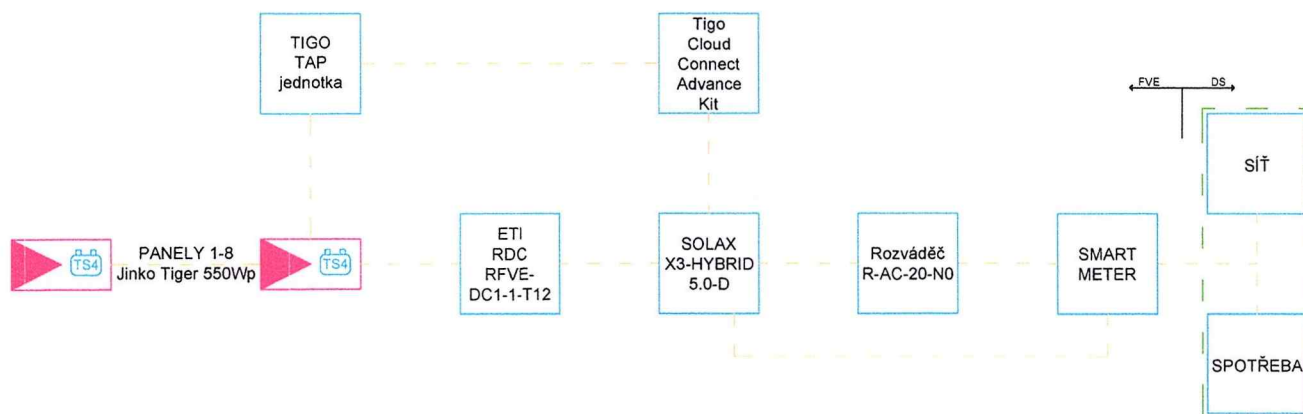 TIGO
TAP
jednotka
Tigo
Cloud
Connect
Advance
Kit
FVE
DS
SÍŤ
TS4
PANELY 1-8
Jinko Tiger 550Wp
TS4
ETI
RDC
RFVE-
DC1-1-T12
SOLAX
X3-HYBRID
5.0-D
Rozváděč
R-AC-20-N0
SMART
METER
SPOTŘEBA